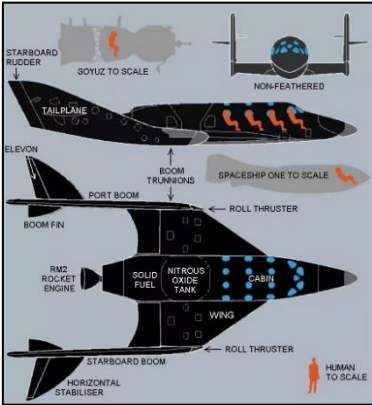 STARBOARD
RUDDER
SOYUZ TO SCALE
NON-FEATHERED
TAILPLANE
ELEVON
BOOM
TRUNNIONS
SPACESHIP ONE TO SCALE
PORT BOOM
ROLL THRUSTER
BOOM FIN
RM2
ROCKET
ENGINE
SOLID
FUEL
NITROUS
OXIDE
TANK
CABIN
WING
STARBOARD BOOM
ROLL THRUSTER
HORIZONTAL
STABILISER
HUMAN
TO SCALE